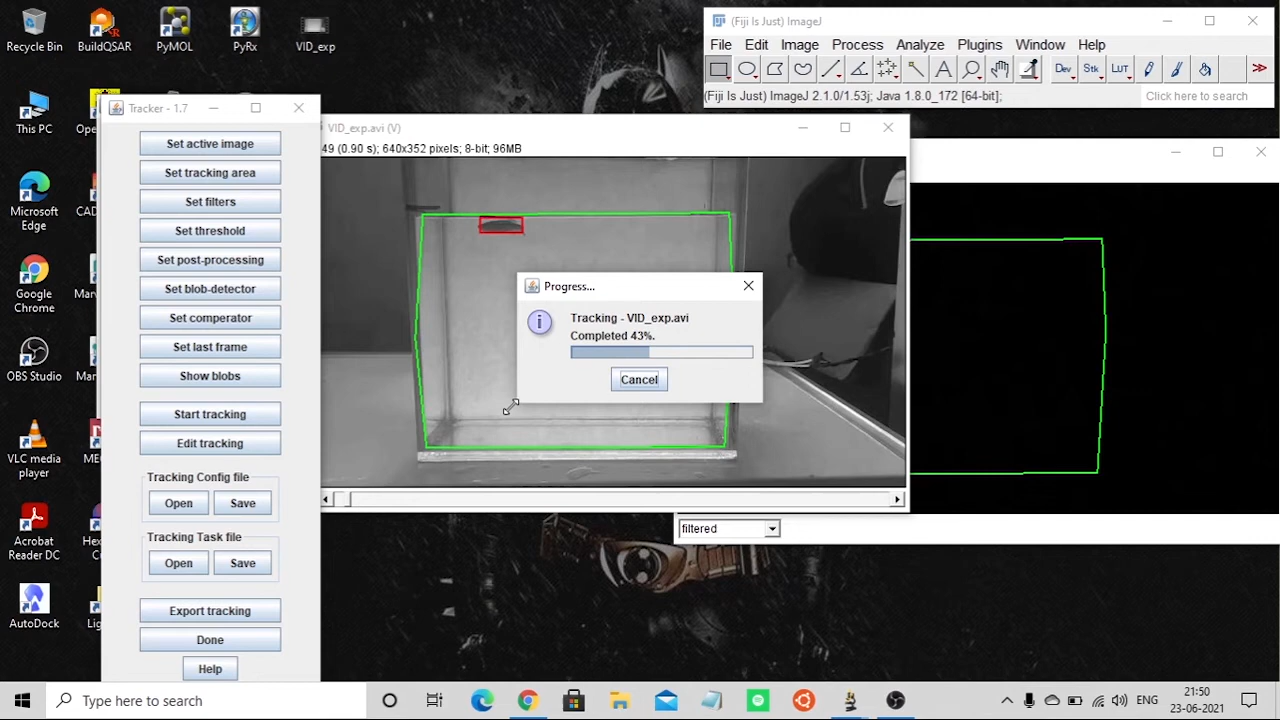 Recycle Bin
BuildQSAR
PyMOL
PyRx
VID_exp
This PC
Microsoft
Edge
Google
Chrome
OBS Studio
VLC media
player
Acrobat
Reader DC
AutoDock
Tracker - 1.7
Set active image
Set tracking area
Set filters
Set threshold
Set post-processing
Set blob-detector
Set comperator
Set last frame
Show blobs
Start tracking
Edit tracking
Tracking Config file
Open Save
Tracking Task file
Open Save
Export tracking
Done
Help
VID_exp.avi (V)
49 (0.90 s); 640x352 pixels; 8-bit; 96MB
Progress...
Tracking - VID_exp.avi
Completed 43%.
Cancel
filtered
(Fiji Is Just) ImageJ
File Edit Image Process Analyze Plugins Window Help
Dev Stk LUT
(Fiji Is Just) ImageJ 2.1.0/1.53j; Java 1.8.0_172 [64-bit];
Click here to search
Type here to search
ENG
21:50
23-06-2021